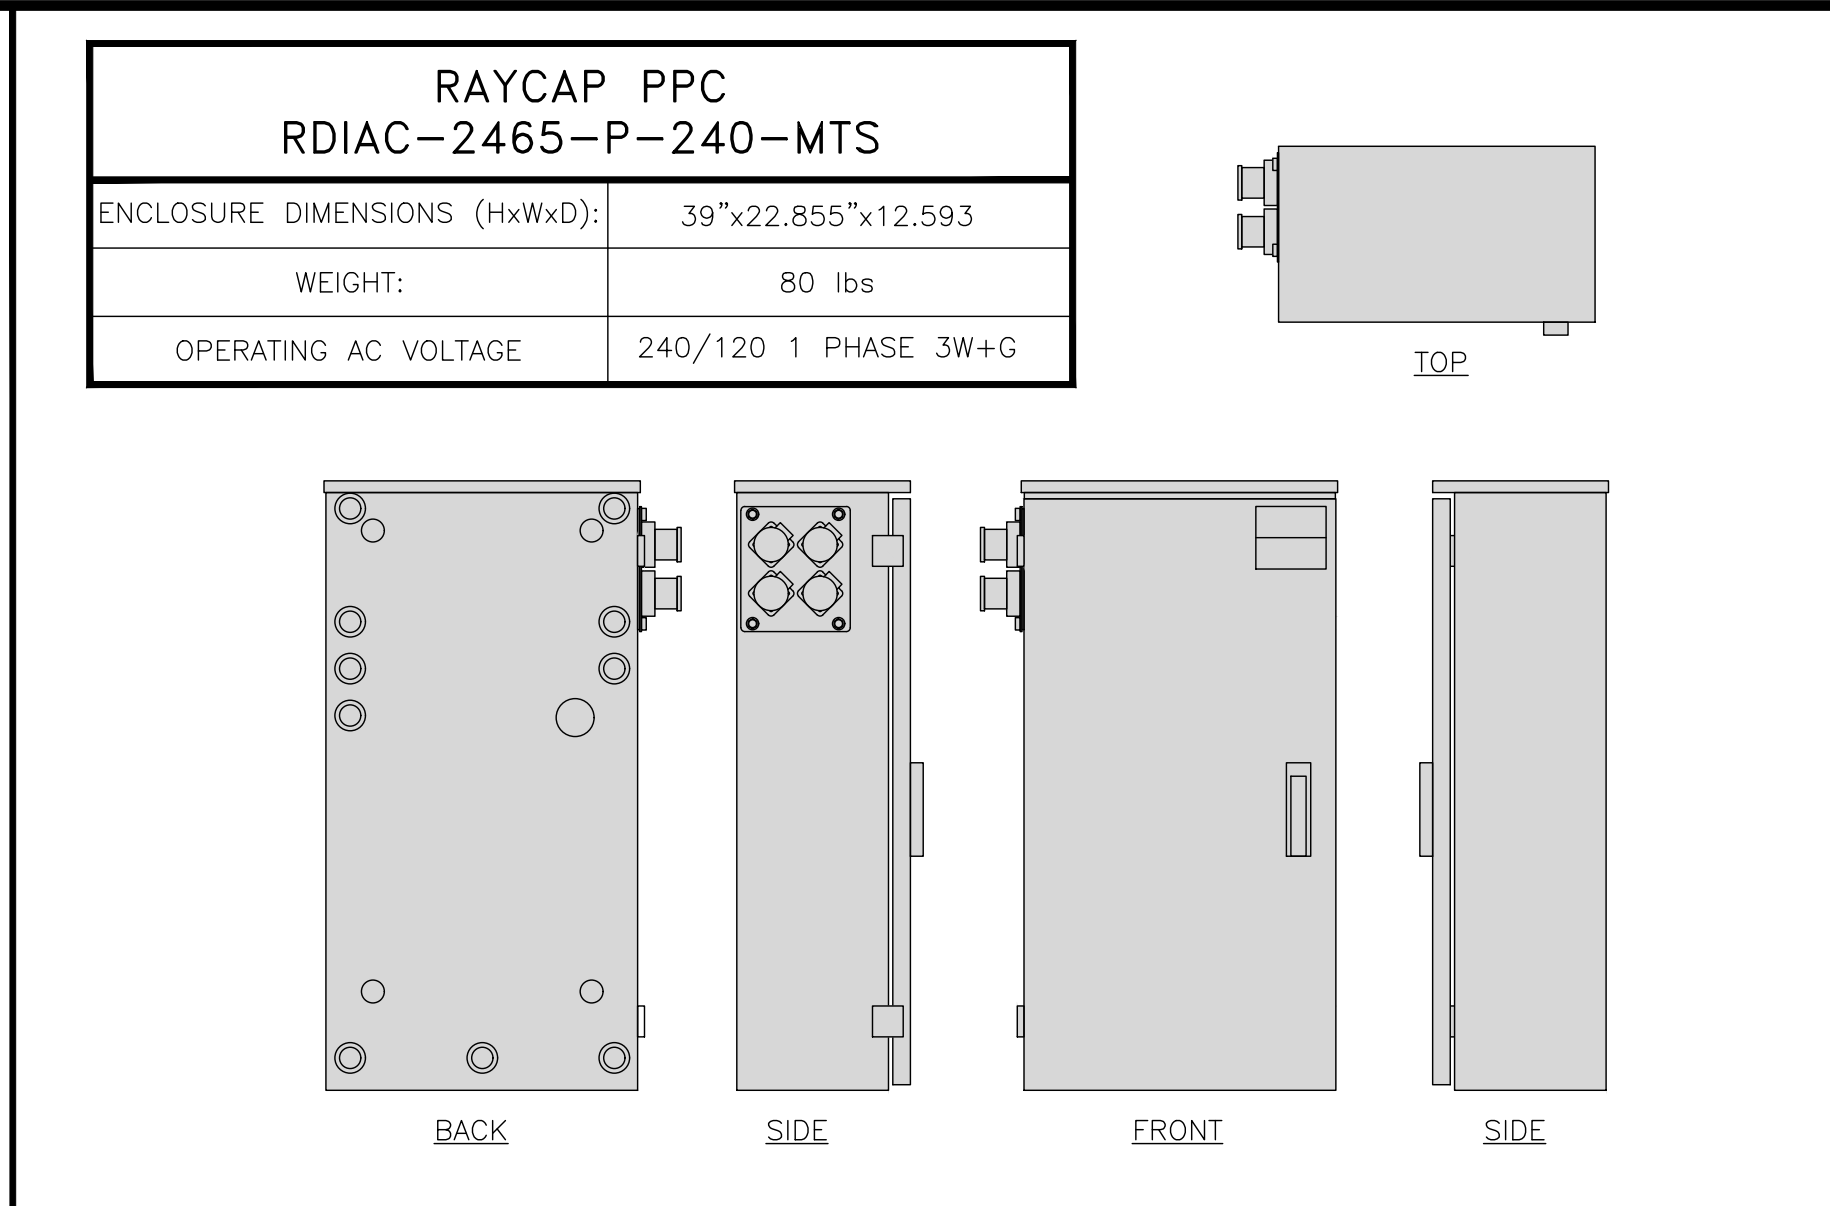 RAYCAP PPC
RDIAC-2465-P-240-MTS
ENCLOSURE DIMENSIONS (HxWxD): 39"x22.855"x12.593
WEIGHT: 80 lbs
OPERATING AC VOLTAGE 240/120 1 PHASE 3W+G
TOP
BACK SIDE FRONT SIDE